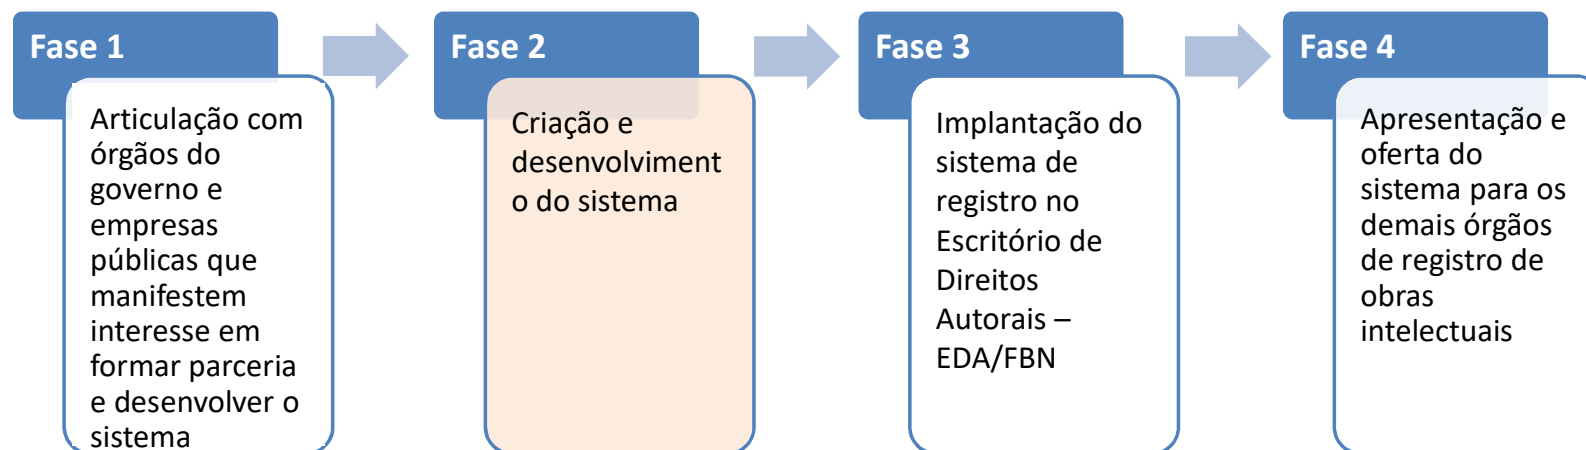 Fase 1
Articulação com
órgãos do
governo e
empresas
públicas que
manifestem
interesse em
formar parceria
e desenvolver o
sistema
Fase 2
Criação e
desenvolviment
o do sistema
Fase 3
Implantação do
sistema de
registro no
Escritório de
Direitos
Autorais –
EDA/FBN
Fase 4
Apresentação e
oferta do
sistema para os
demais órgãos
de registro de
obras
intelectuais